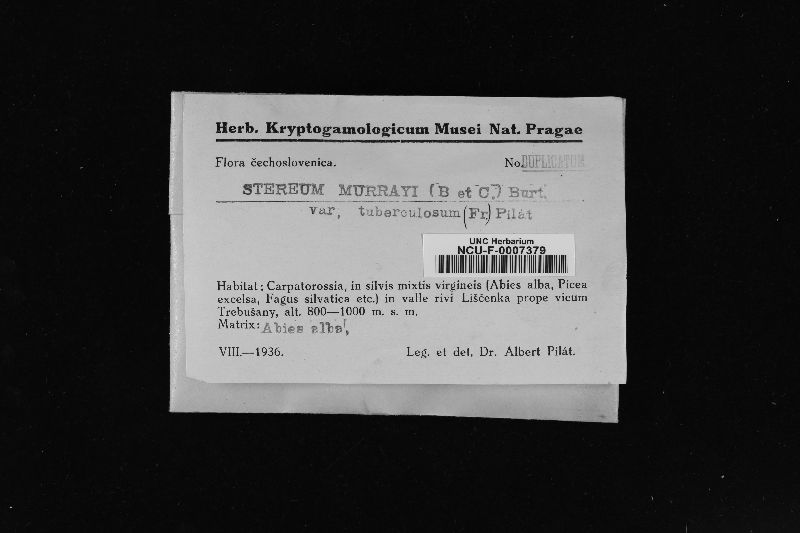 Herb. Kryptogamologicum Musei Nat. Pragae
Flora čechoslovenica. No. DUPLICATUM
STEREUM MURRAYI (B et C.) Burt.
var, tuberculosum (Fr.) Pilát
UNC Herbarium
NCU-F-0007379
Habitat: Carpatorossia, in silvis mixtis virgineis (Abies alba, Picea
excelsa, Fagus silvatica etc.) in valle rivi Liščenka prope vicum
Trebušany, alt. 800—1000 m. s. m.
Matrix: Abies alba,
VIII.—1936. Leg. et det. Dr. Albert Pilát.